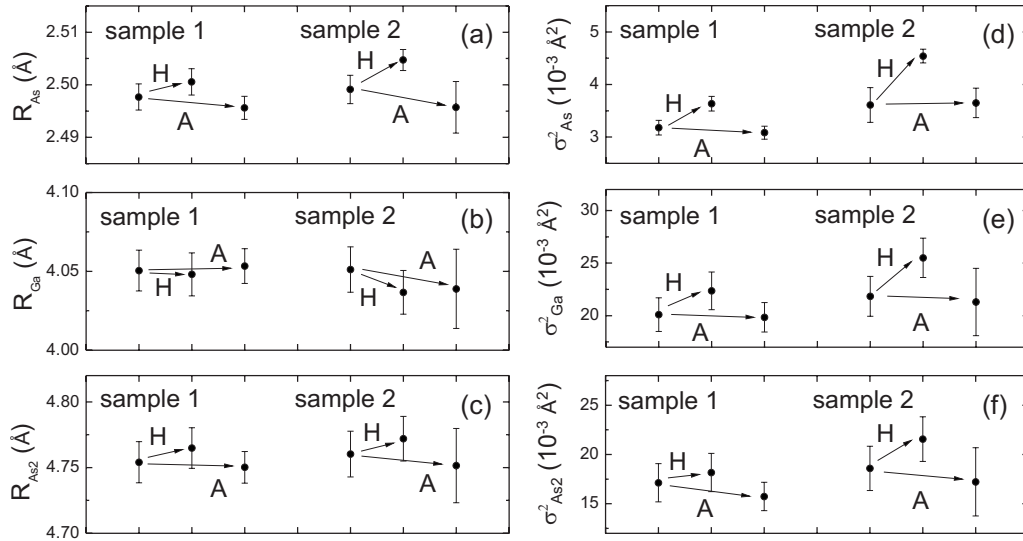 2.51
2.50
2.49
R_As (Å)
sample 1
sample 2
(a)
H
A
H
A
4.10
4.05
4.00
R_Ga (Å)
sample 1
sample 2
(b)
H
A
H
A
4.80
4.75
4.70
R_As2 (Å)
sample 1
sample 2
(c)
H
A
H
A
5
4
3
σ²_As (10⁻³ Å²)
sample 1
sample 2
(d)
H
A
H
A
30
25
20
σ²_Ga (10⁻³ Å²)
sample 1
sample 2
(e)
H
A
H
A
25
20
15
σ²_As2 (10⁻³ Å²)
sample 1
sample 2
(f)
H
A
H
A